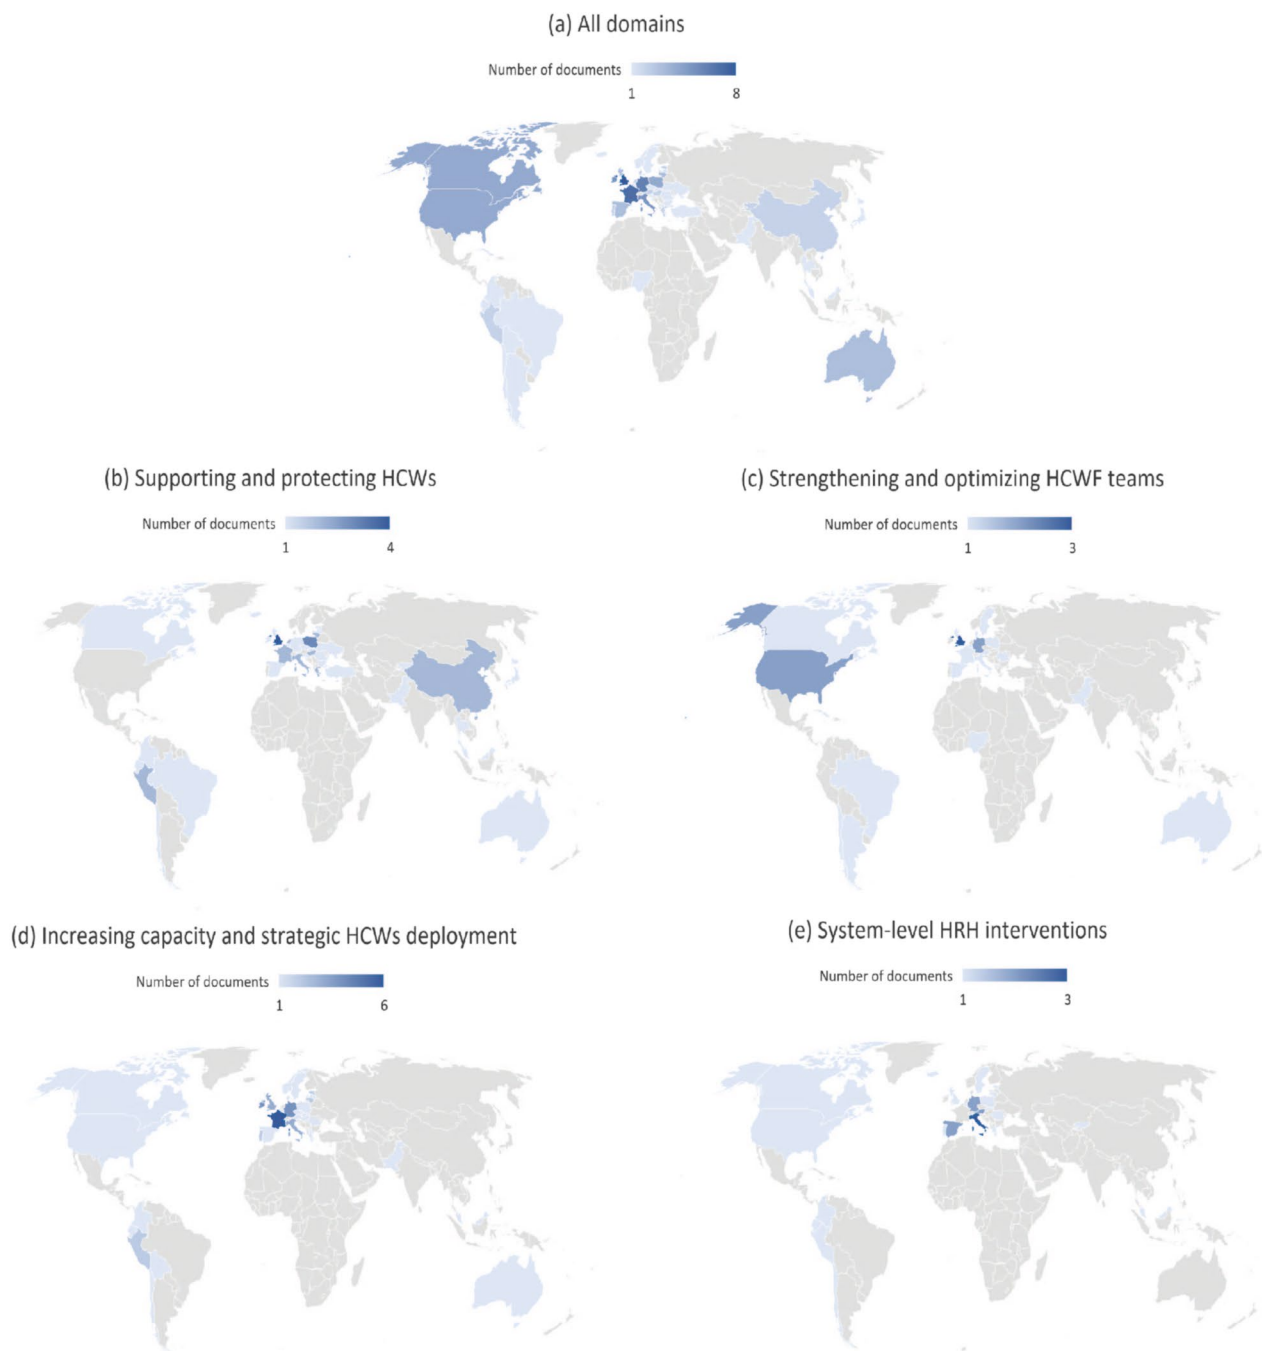 (a) All domains
Number of documents
1 8
(b) Supporting and protecting HCWs
Number of documents
1 4
(c) Strengthening and optimizing HCWF teams
Number of documents
1 3
(d) Increasing capacity and strategic HCWs deployment
Number of documents
1 6
(e) System-level HRH interventions
Number of documents
1 3